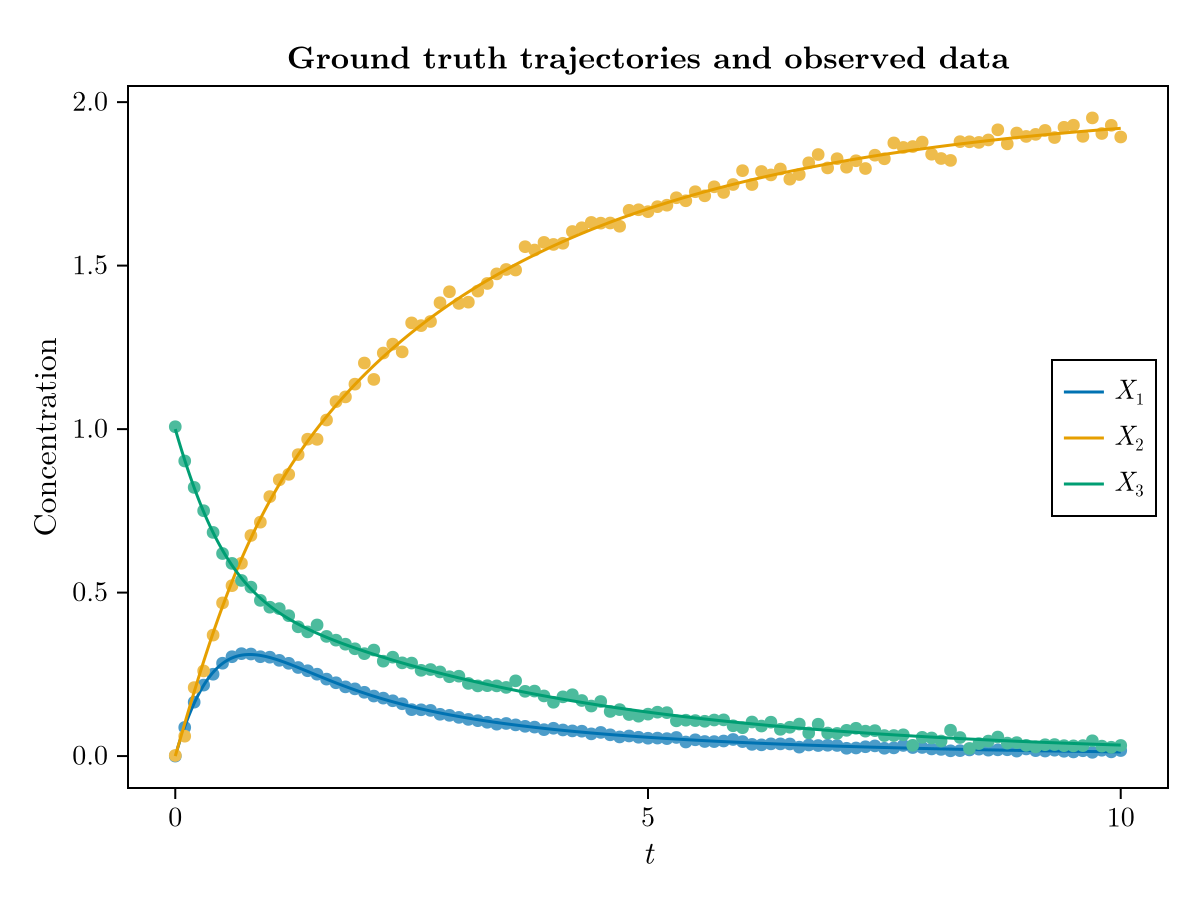 Ground truth trajectories and observed data
2.0
1.5
1.0
0.5
0.0
Concentration
X₁
X₂
X₃
0 5 10
t